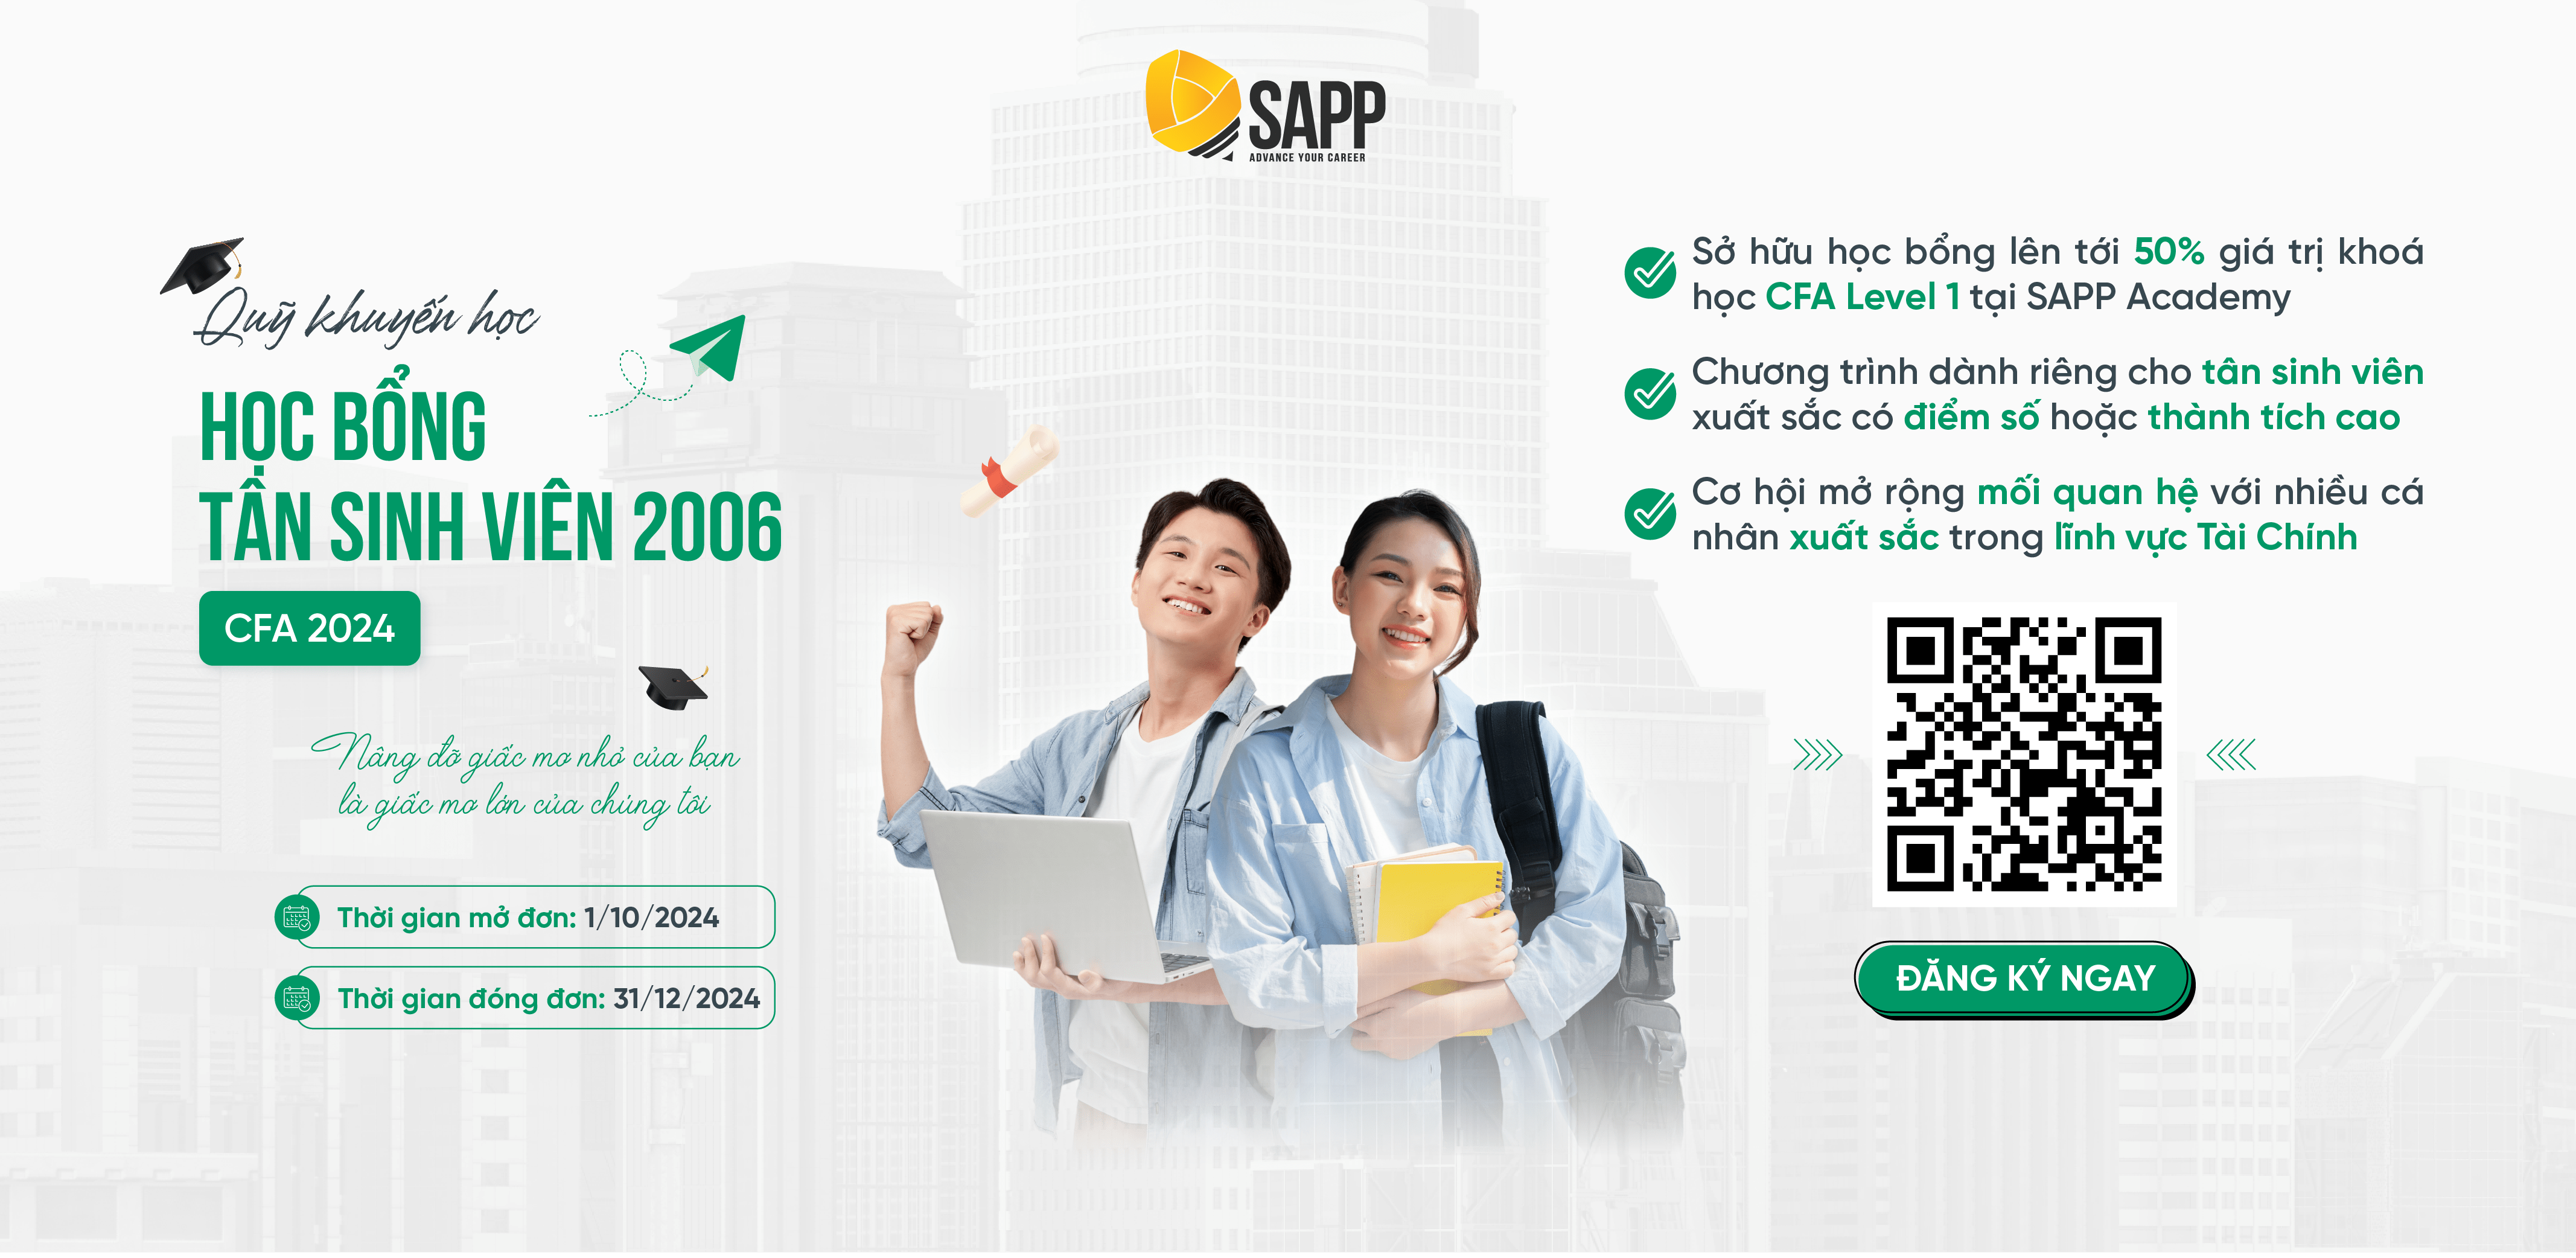 SAPP
ADVANCE YOUR CAREER
Quỹ khuyến học
HỌC BỔNG
TÂN SINH VIÊN 2006
CFA 2024
Nâng đỡ giấc mơ nhỏ của bạn
là giấc mơ lớn của chúng tôi
Thời gian mở đơn: 1/10/2024
Thời gian đóng đơn: 31/12/2024
Sở hữu học bổng lên tới 50% giá trị khoá
học CFA Level 1 tại SAPP Academy
Chương trình dành riêng cho tân sinh viên
xuất sắc có điểm số hoặc thành tích cao
Cơ hội mở rộng mối quan hệ với nhiều cá
nhân xuất sắc trong lĩnh vực Tài Chính
ĐĂNG KÝ NGAY